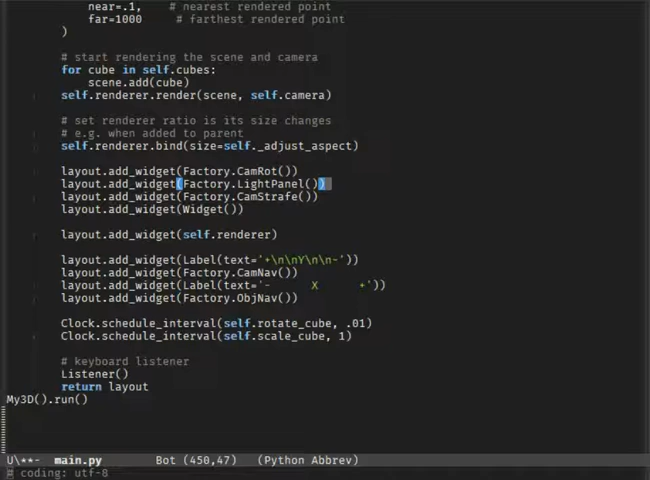 near=.1,    # nearest rendered point
far=1000    # farthest rendered point
)
# start rendering the scene and camera
for cube in self.cubes:
scene.add(cube)
self.renderer.render(scene, self.camera)
# set renderer ratio is its size changes
# e.g. when added to parent
self.renderer.bind(size=self._adjust_aspect)
layout.add_widget(Factory.CamRot())
layout.add_widget(Factory.LightPanel())
layout.add_widget(Factory.CamStrafe())
layout.add_widget(Widget())
layout.add_widget(self.renderer)
layout.add_widget(Label(text='+\n\nY\n\n-'))
layout.add_widget(Factory.CamNav())
layout.add_widget(Label(text='-      X      +'))
layout.add_widget(Factory.ObjNav())
Clock.schedule_interval(self.rotate_cube, .01)
Clock.schedule_interval(self.scale_cube, 1)
# keyboard listener
Listener()
return layout
My3D().run()
U\**-  main.py        Bot (450,47)   (Python Abbrev)
# coding: utf-8